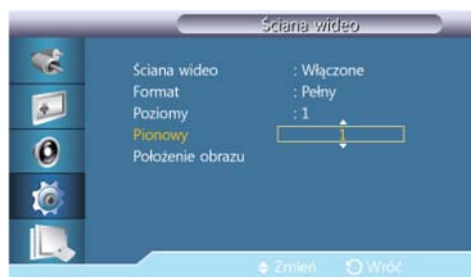 Ściana wideo
Ściana wideo : Włączone
Format : Pełny
Poziomy : 1
Pionowy 1
Położenie obrazu
Zmień Wróć